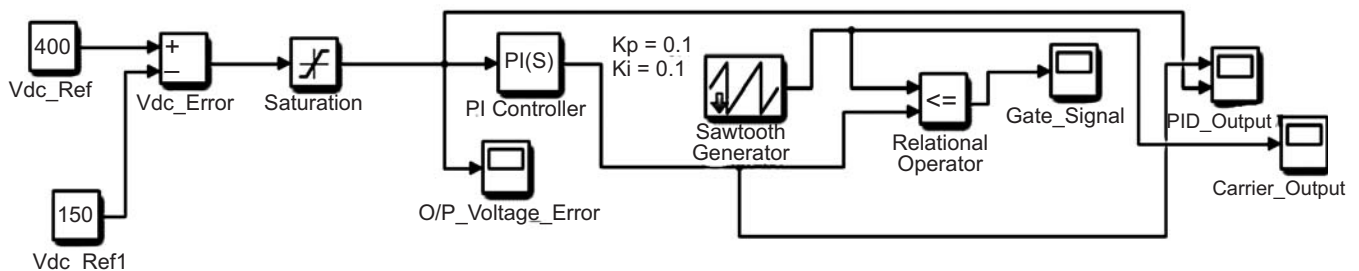 400
Vdc_Ref
+
−
Vdc_Error
Saturation
PI(S)
PI Controller
Kp = 0.1
Ki = 0.1
Sawtooth
Generator
<=
Relational
Operator
Gate_Signal
PID_Output
Carrier_Output
O/P_Voltage_Error
150
Vdc_Ref1